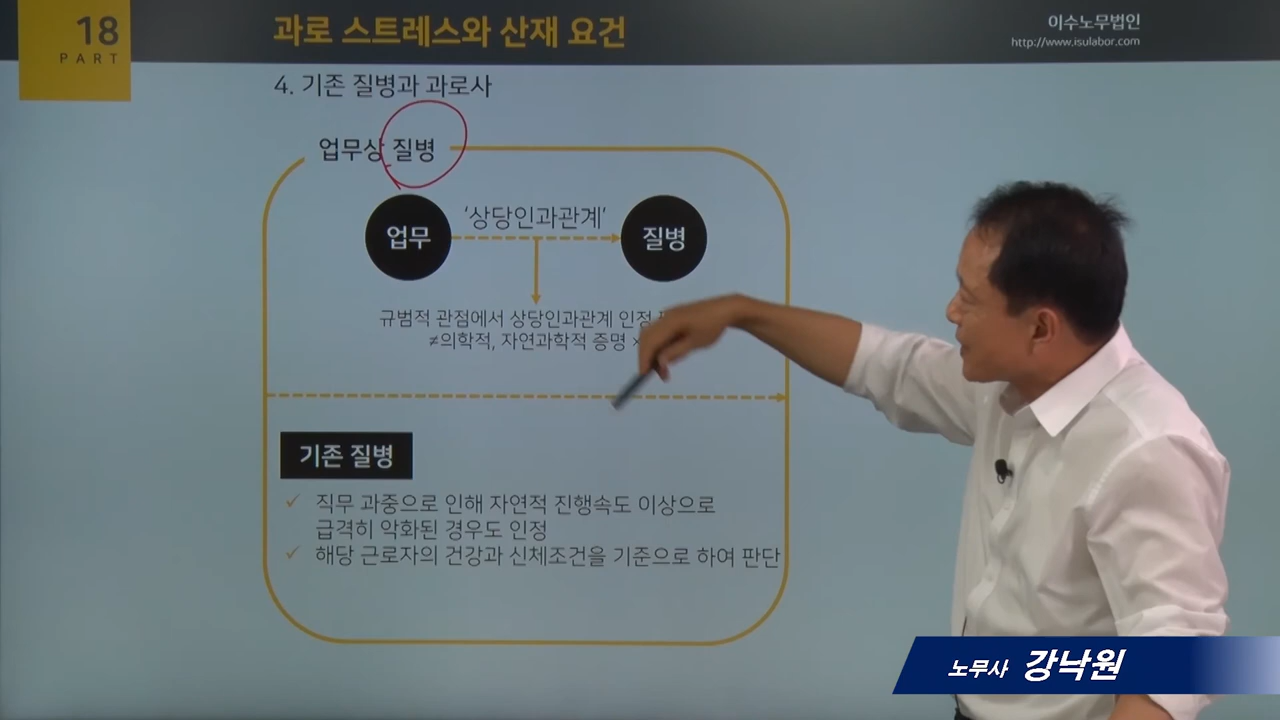 18
PART
과로 스트레스와 산재 요건
이수노무법인
http://www.isulabor.com
4. 기존 질병과 과로사
업무상 질병
업무
'상당인과관계'
질병
규범적 관점에서 상당인과관계 인정
≠의학적, 자연과학적 증명
기존 질병
✓ 직무 과중으로 인해 자연적 진행속도 이상으로
급격히 악화된 경우도 인정
✓ 해당 근로자의 건강과 신체조건을 기준으로 하여 판단
노무사 강낙원